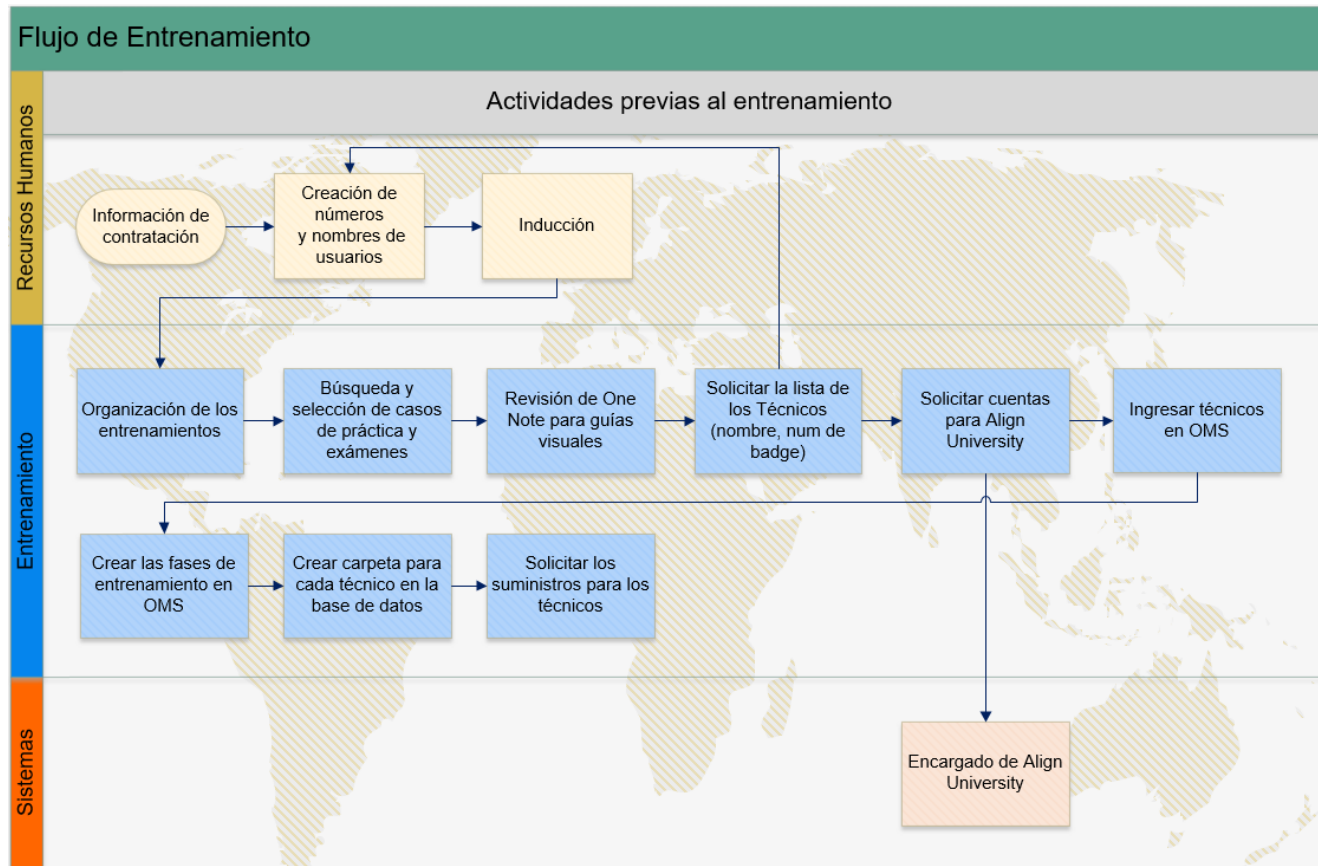 Flujo de Entrenamiento
Recursos Humanos
Actividades previas al entrenamiento
Información de
contratación
Creación de
números
y nombres de
usuarios
Inducción
Entrenamiento
Organización de los
entrenamientos
Búsqueda y
selección de casos
de práctica y
exámenes
Revisión de One
Note para guías
visuales
Solicitar la lista de
los Técnicos
(nombre, num de
badge)
Solicitar cuentas
para Align
University
Ingresar técnicos
en OMS
Crear las fases de
entrenamiento en
OMS
Crear carpeta para
cada técnico en la
base de datos
Solicitar los
suministros para los
técnicos
Sistemas
Encargado de Align
University